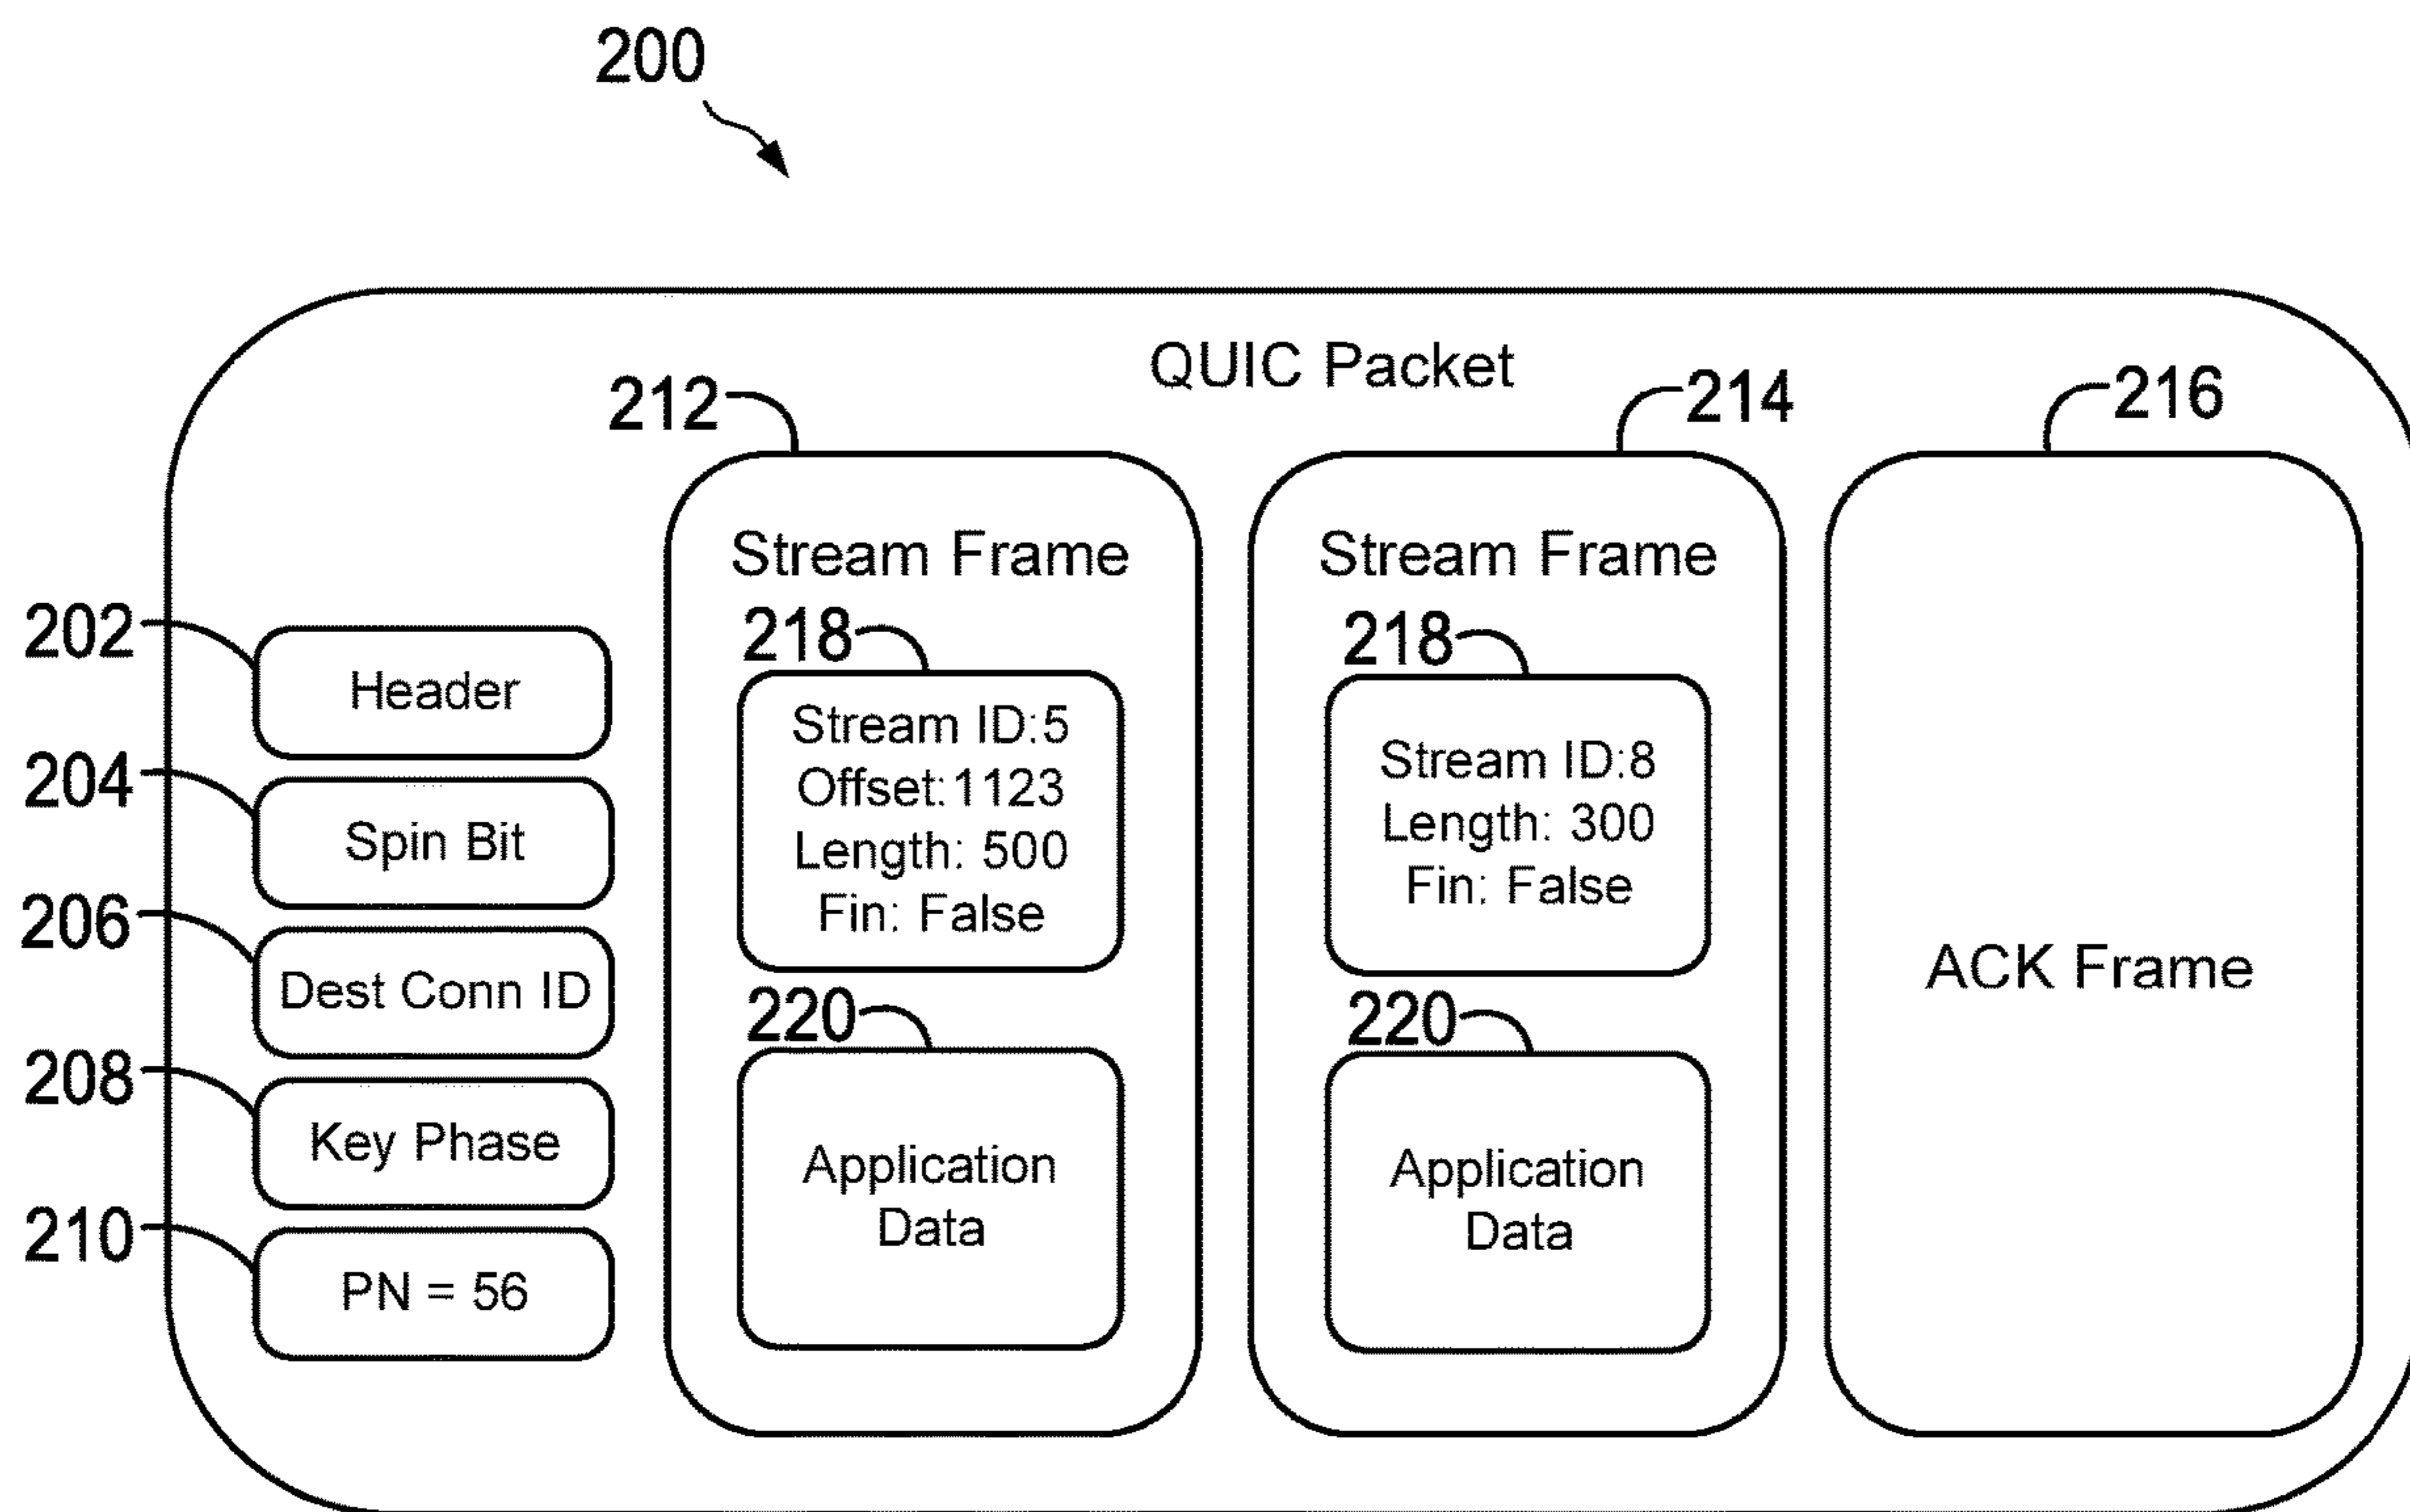 200
QUIC Packet
202
Header
204
Spin Bit
206
Dest Conn ID
208
Key Phase
210
PN = 56
212
Stream Frame
218
Stream ID:5
Offset:1123
Length: 500
Fin: False
220
Application
Data
214
Stream Frame
218
Stream ID:8
Length: 300
Fin: False
220
Application
Data
216
ACK Frame